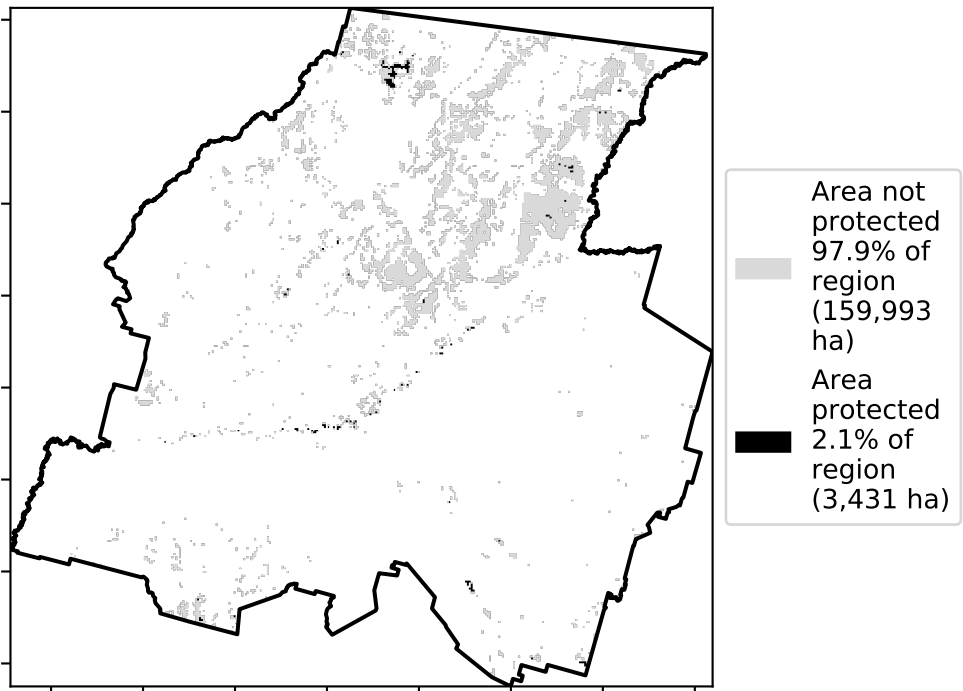 Area not
protected
97.9% of
region
(159,993
ha)
Area
protected
2.1% of
region
(3,431 ha)